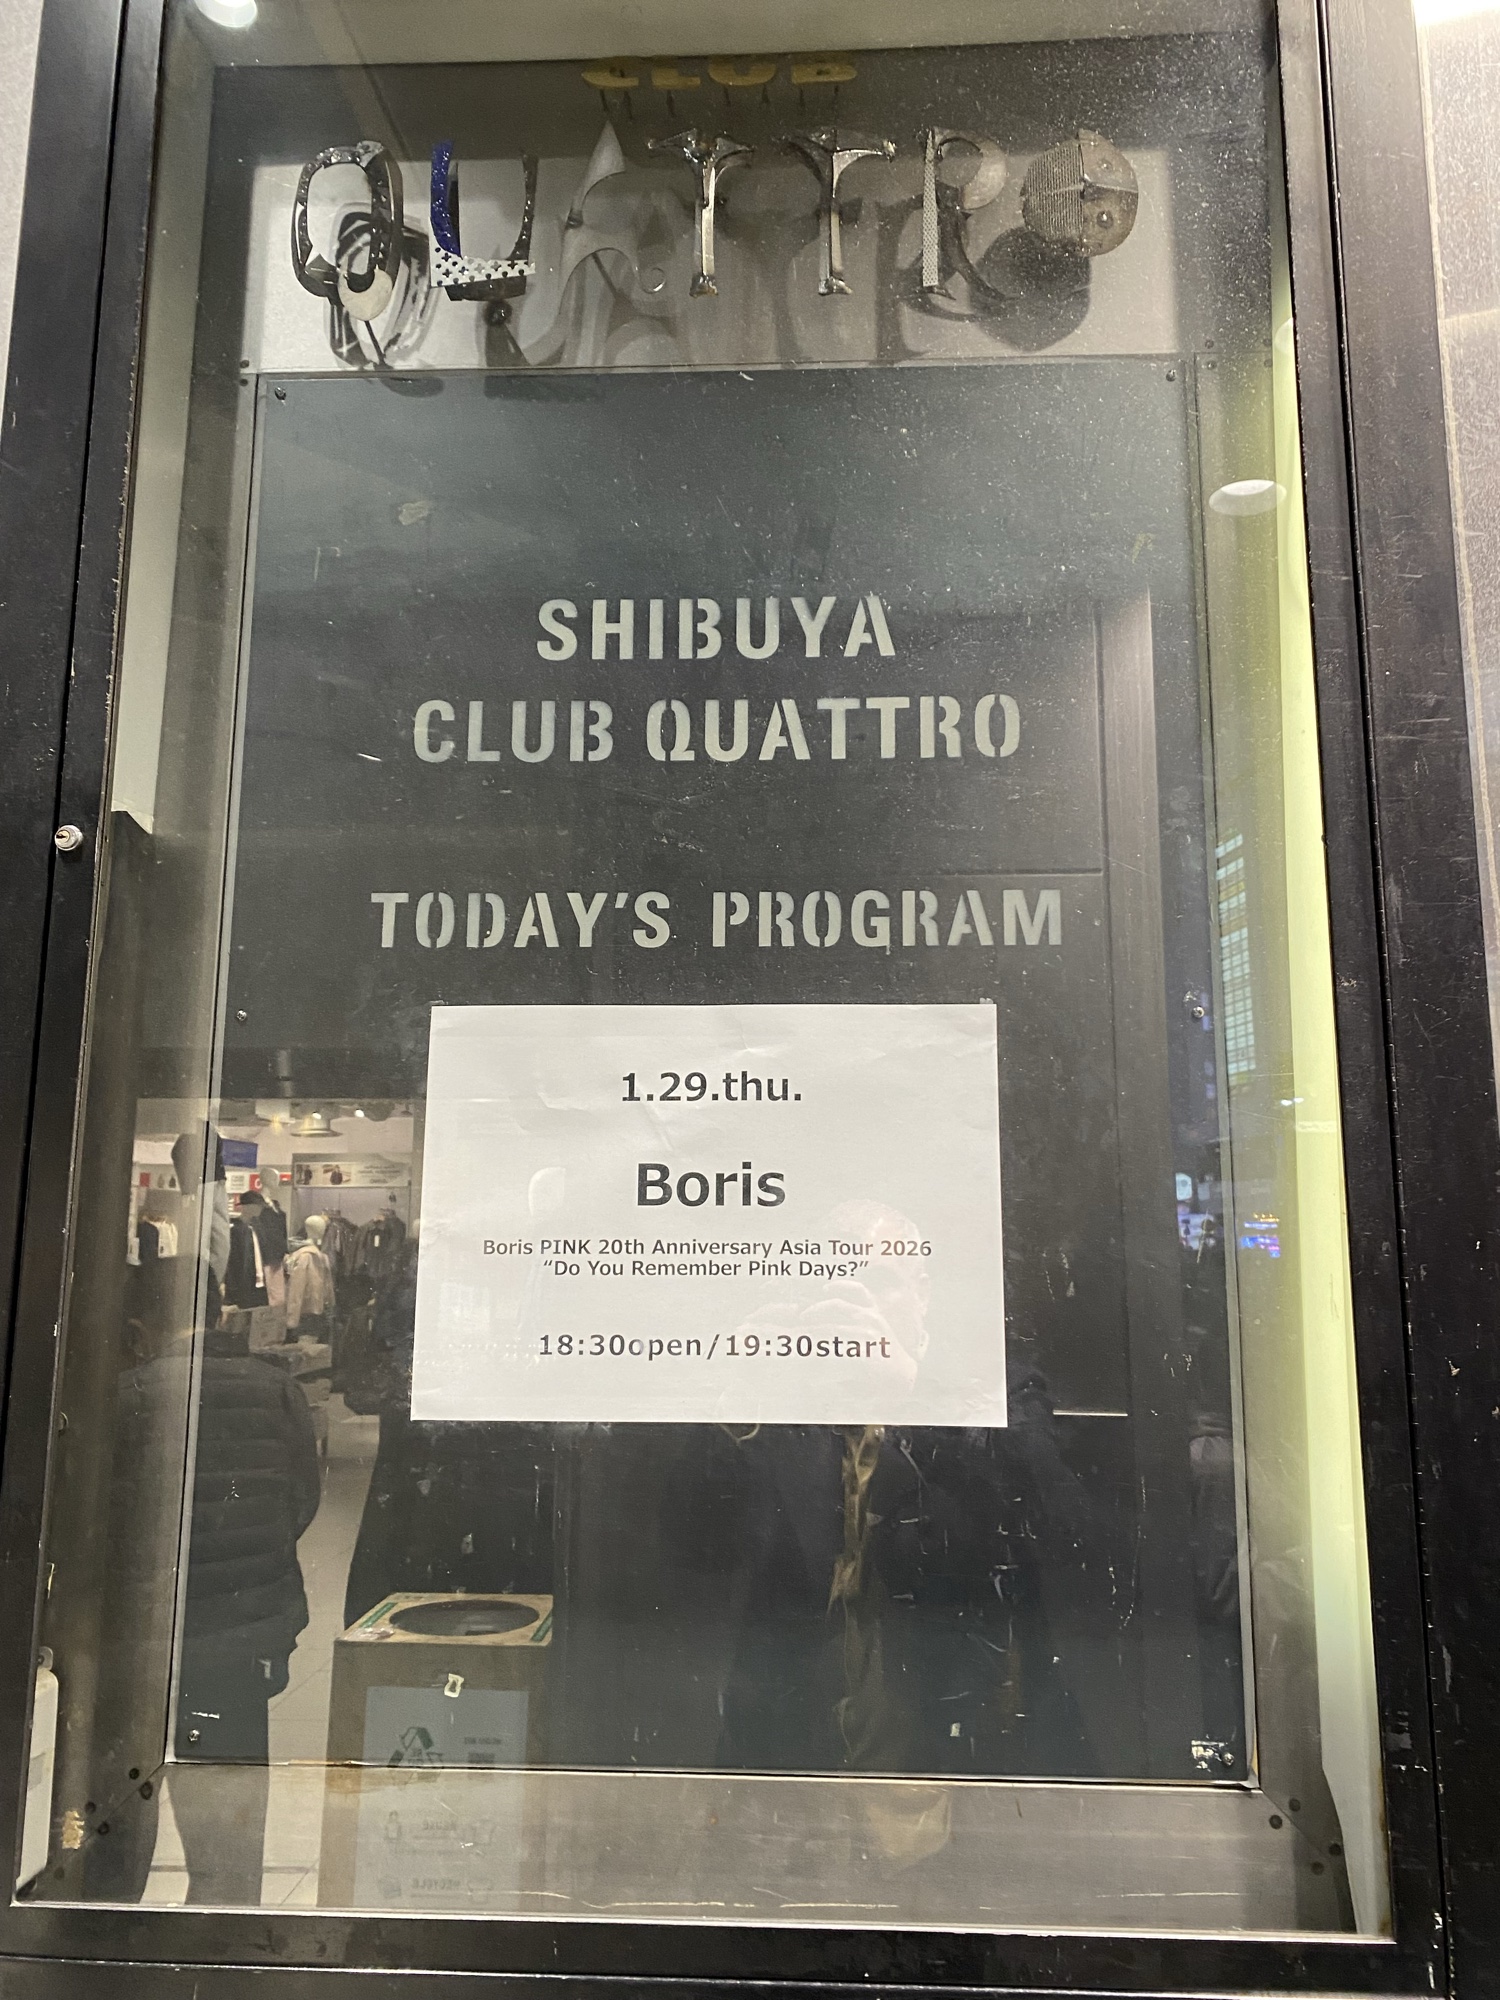 CLUB
QUATTRO
SHIBUYA
CLUB QUATTRO
TODAY'S PROGRAM
1.29.thu.
Boris
Boris PINK 20th Anniversary Asia Tour 2026
“Do You Remember Pink Days?”
18:30open/19:30start